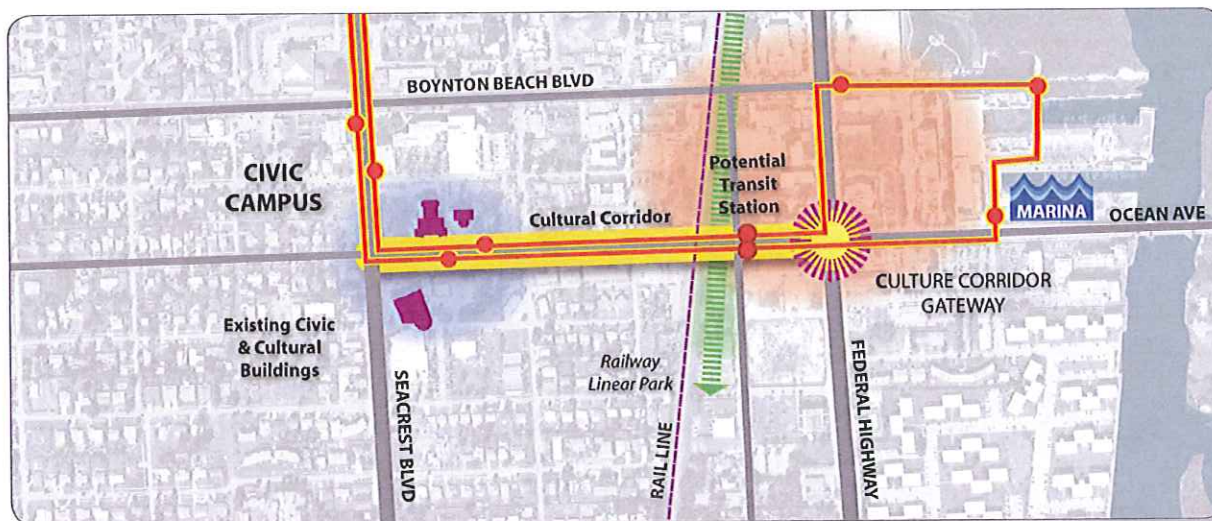 BOYNTON BEACH BLVD
CIVIC
CAMPUS
Potential
Transit
Station
Cultural Corridor
MARINA
OCEAN AVE
CULTURE CORRIDOR
GATEWAY
Existing Civic
& Cultural
Buildings
Railway
Linear Park
SEACREST BLVD
RAIL LINE
FEDERAL HIGHWAY